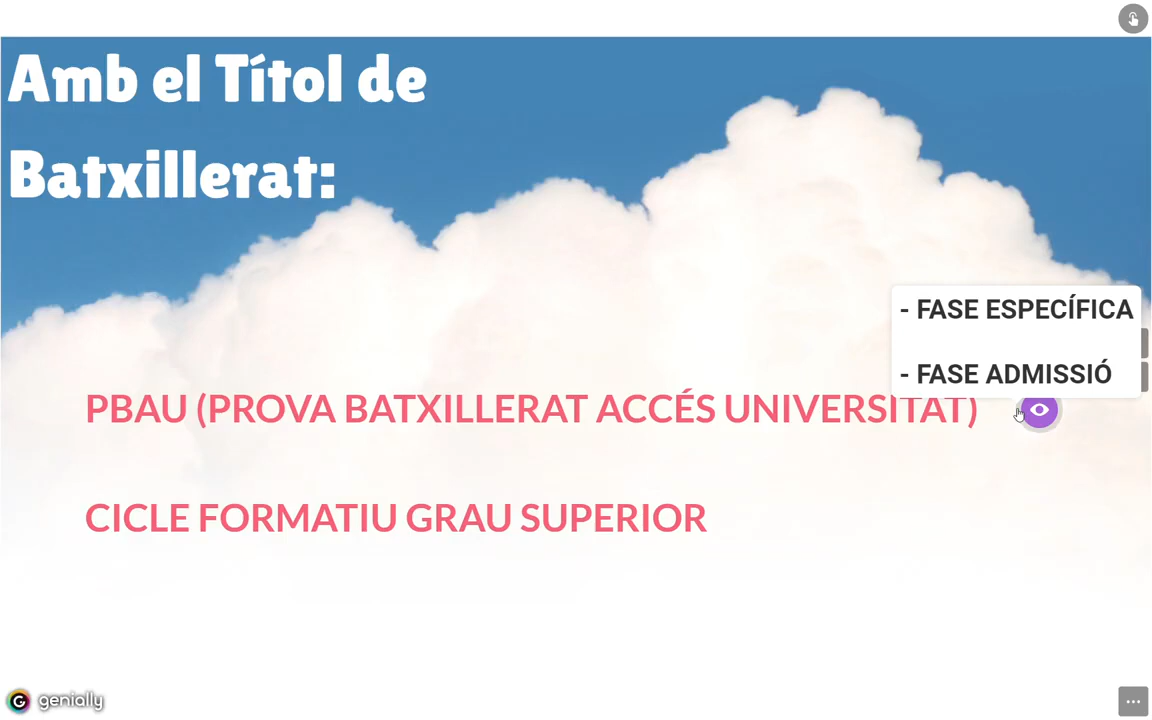 Amb el Títol de
Batxillerat:
- FASE ESPECÍFICA
- FASE ADMISSIÓ
PBAU (PROVA BATXILLERAT ACCÉS UNIVERSITAT)
CICLE FORMATIU GRAU SUPERIOR
genially